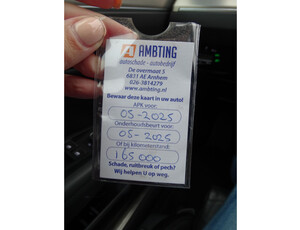 AMBTING
autoschade - autobedrijf
De overmaat 5
6831 AE Arnhem
026-3814279
www.ambting.nl
Bewaar deze kaart in uw auto!
APK voor:
05-2025
Onderhoudbeurt voor:
05-2025
Of bij kilometerstand:
165 000
Schade, ruitbreuk of pech?
Wij helpen U op weg.